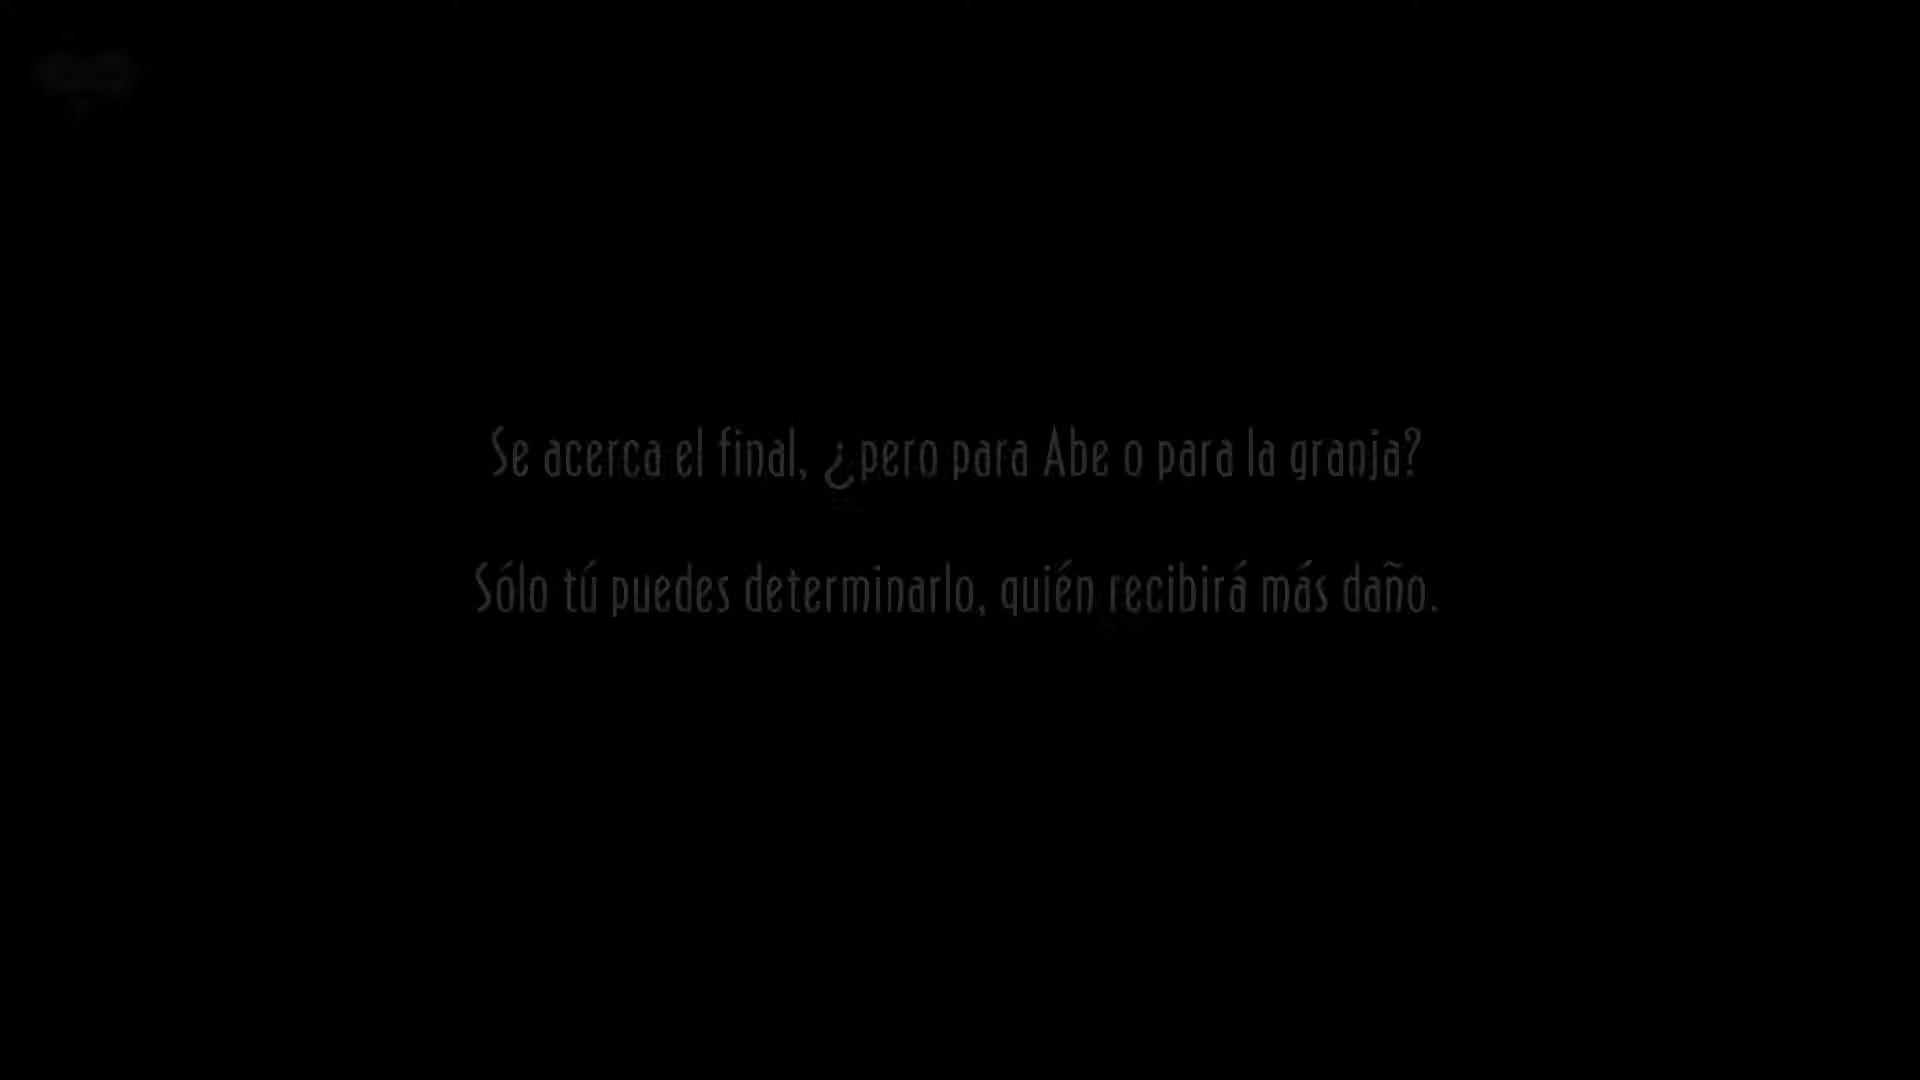 Se acerca el final, ¿pero para Abe o para la granja?
Sólo tú puedes determinarlo, quién recibirá más daño.